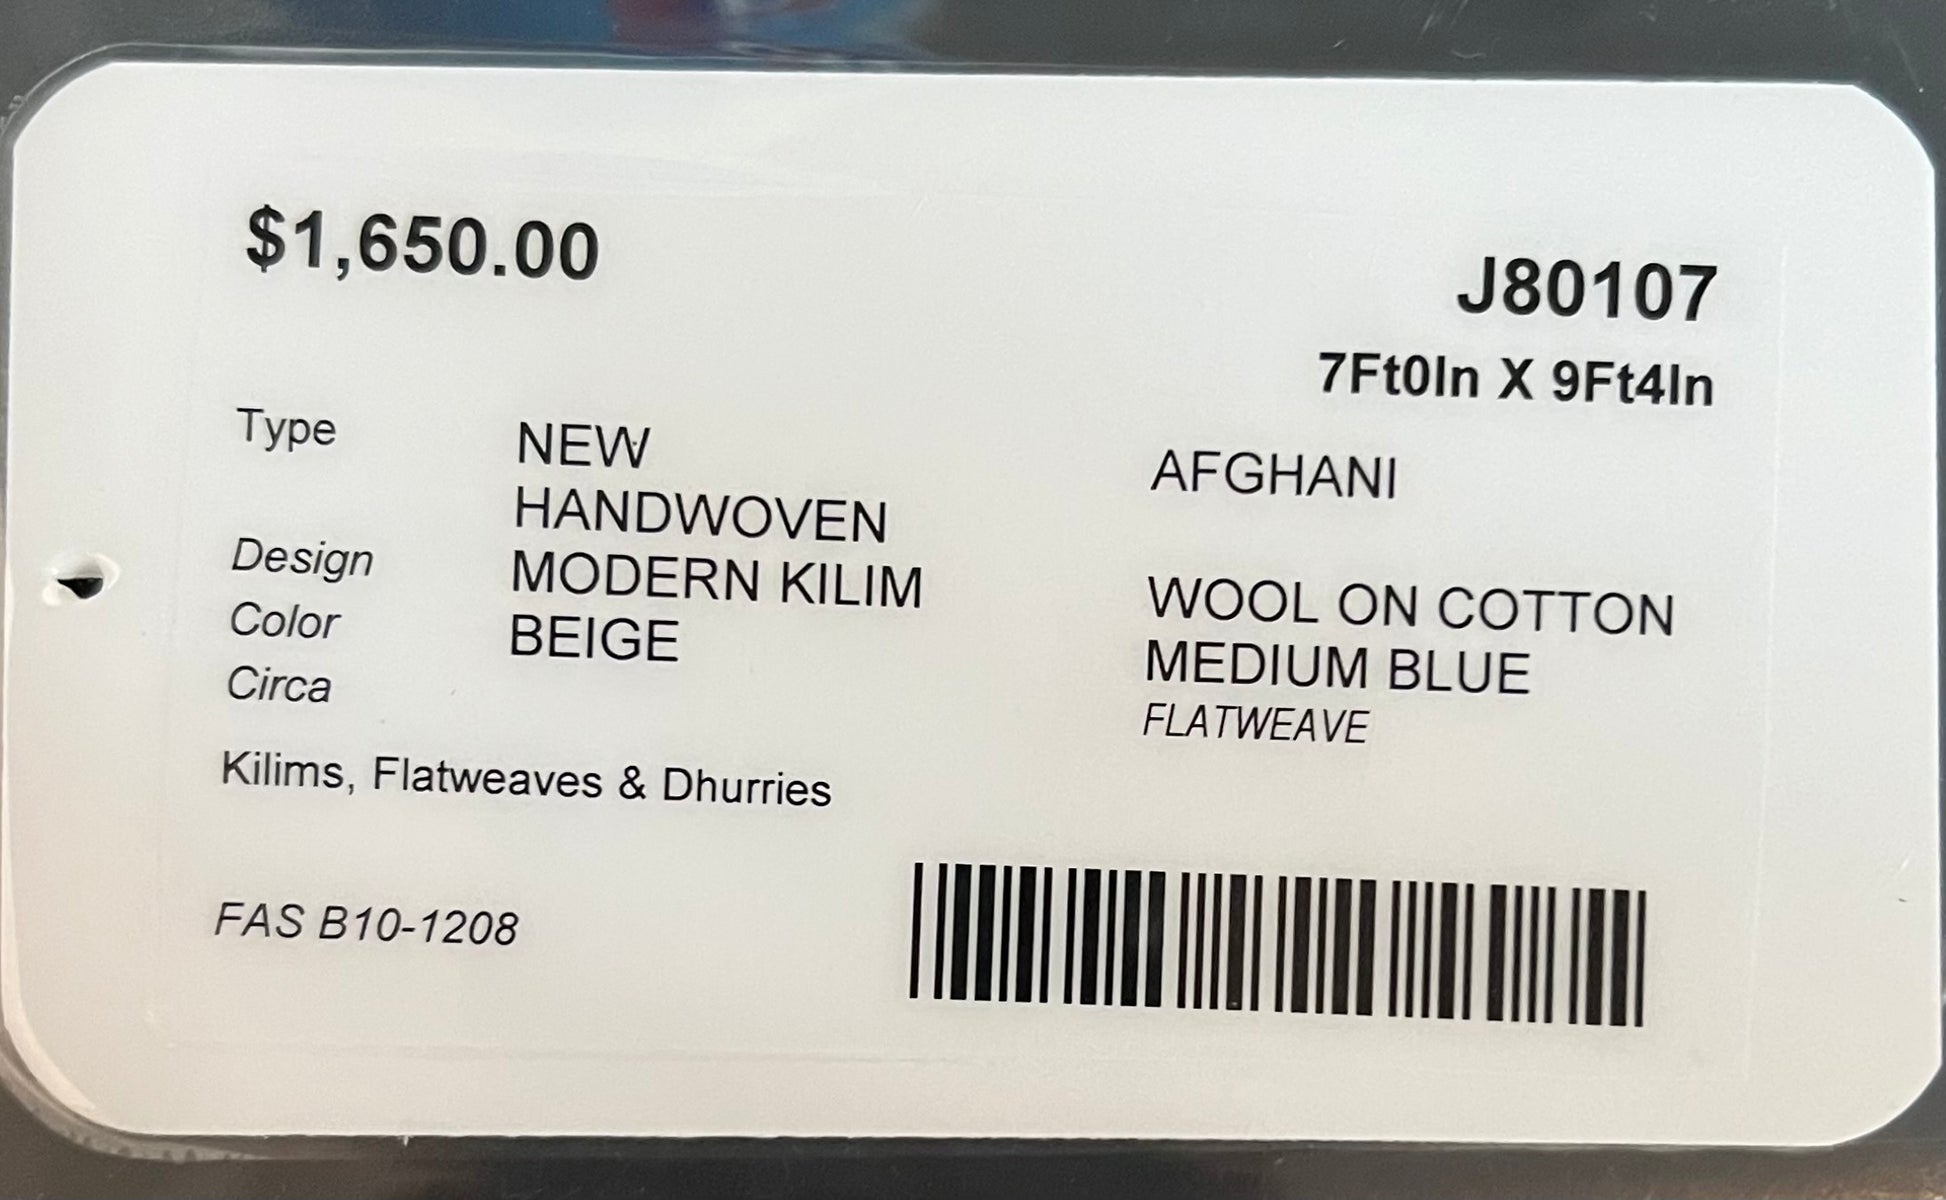 $1,650.00
J80107
7Ft0In X 9Ft4In
Type NEW AFGHANI
HANDWOVEN
Design MODERN KILIM WOOL ON COTTON
Color BEIGE MEDIUM BLUE
Circa FLATWEAVE
Kilims, Flatweaves & Dhurries
FAS B10-1208